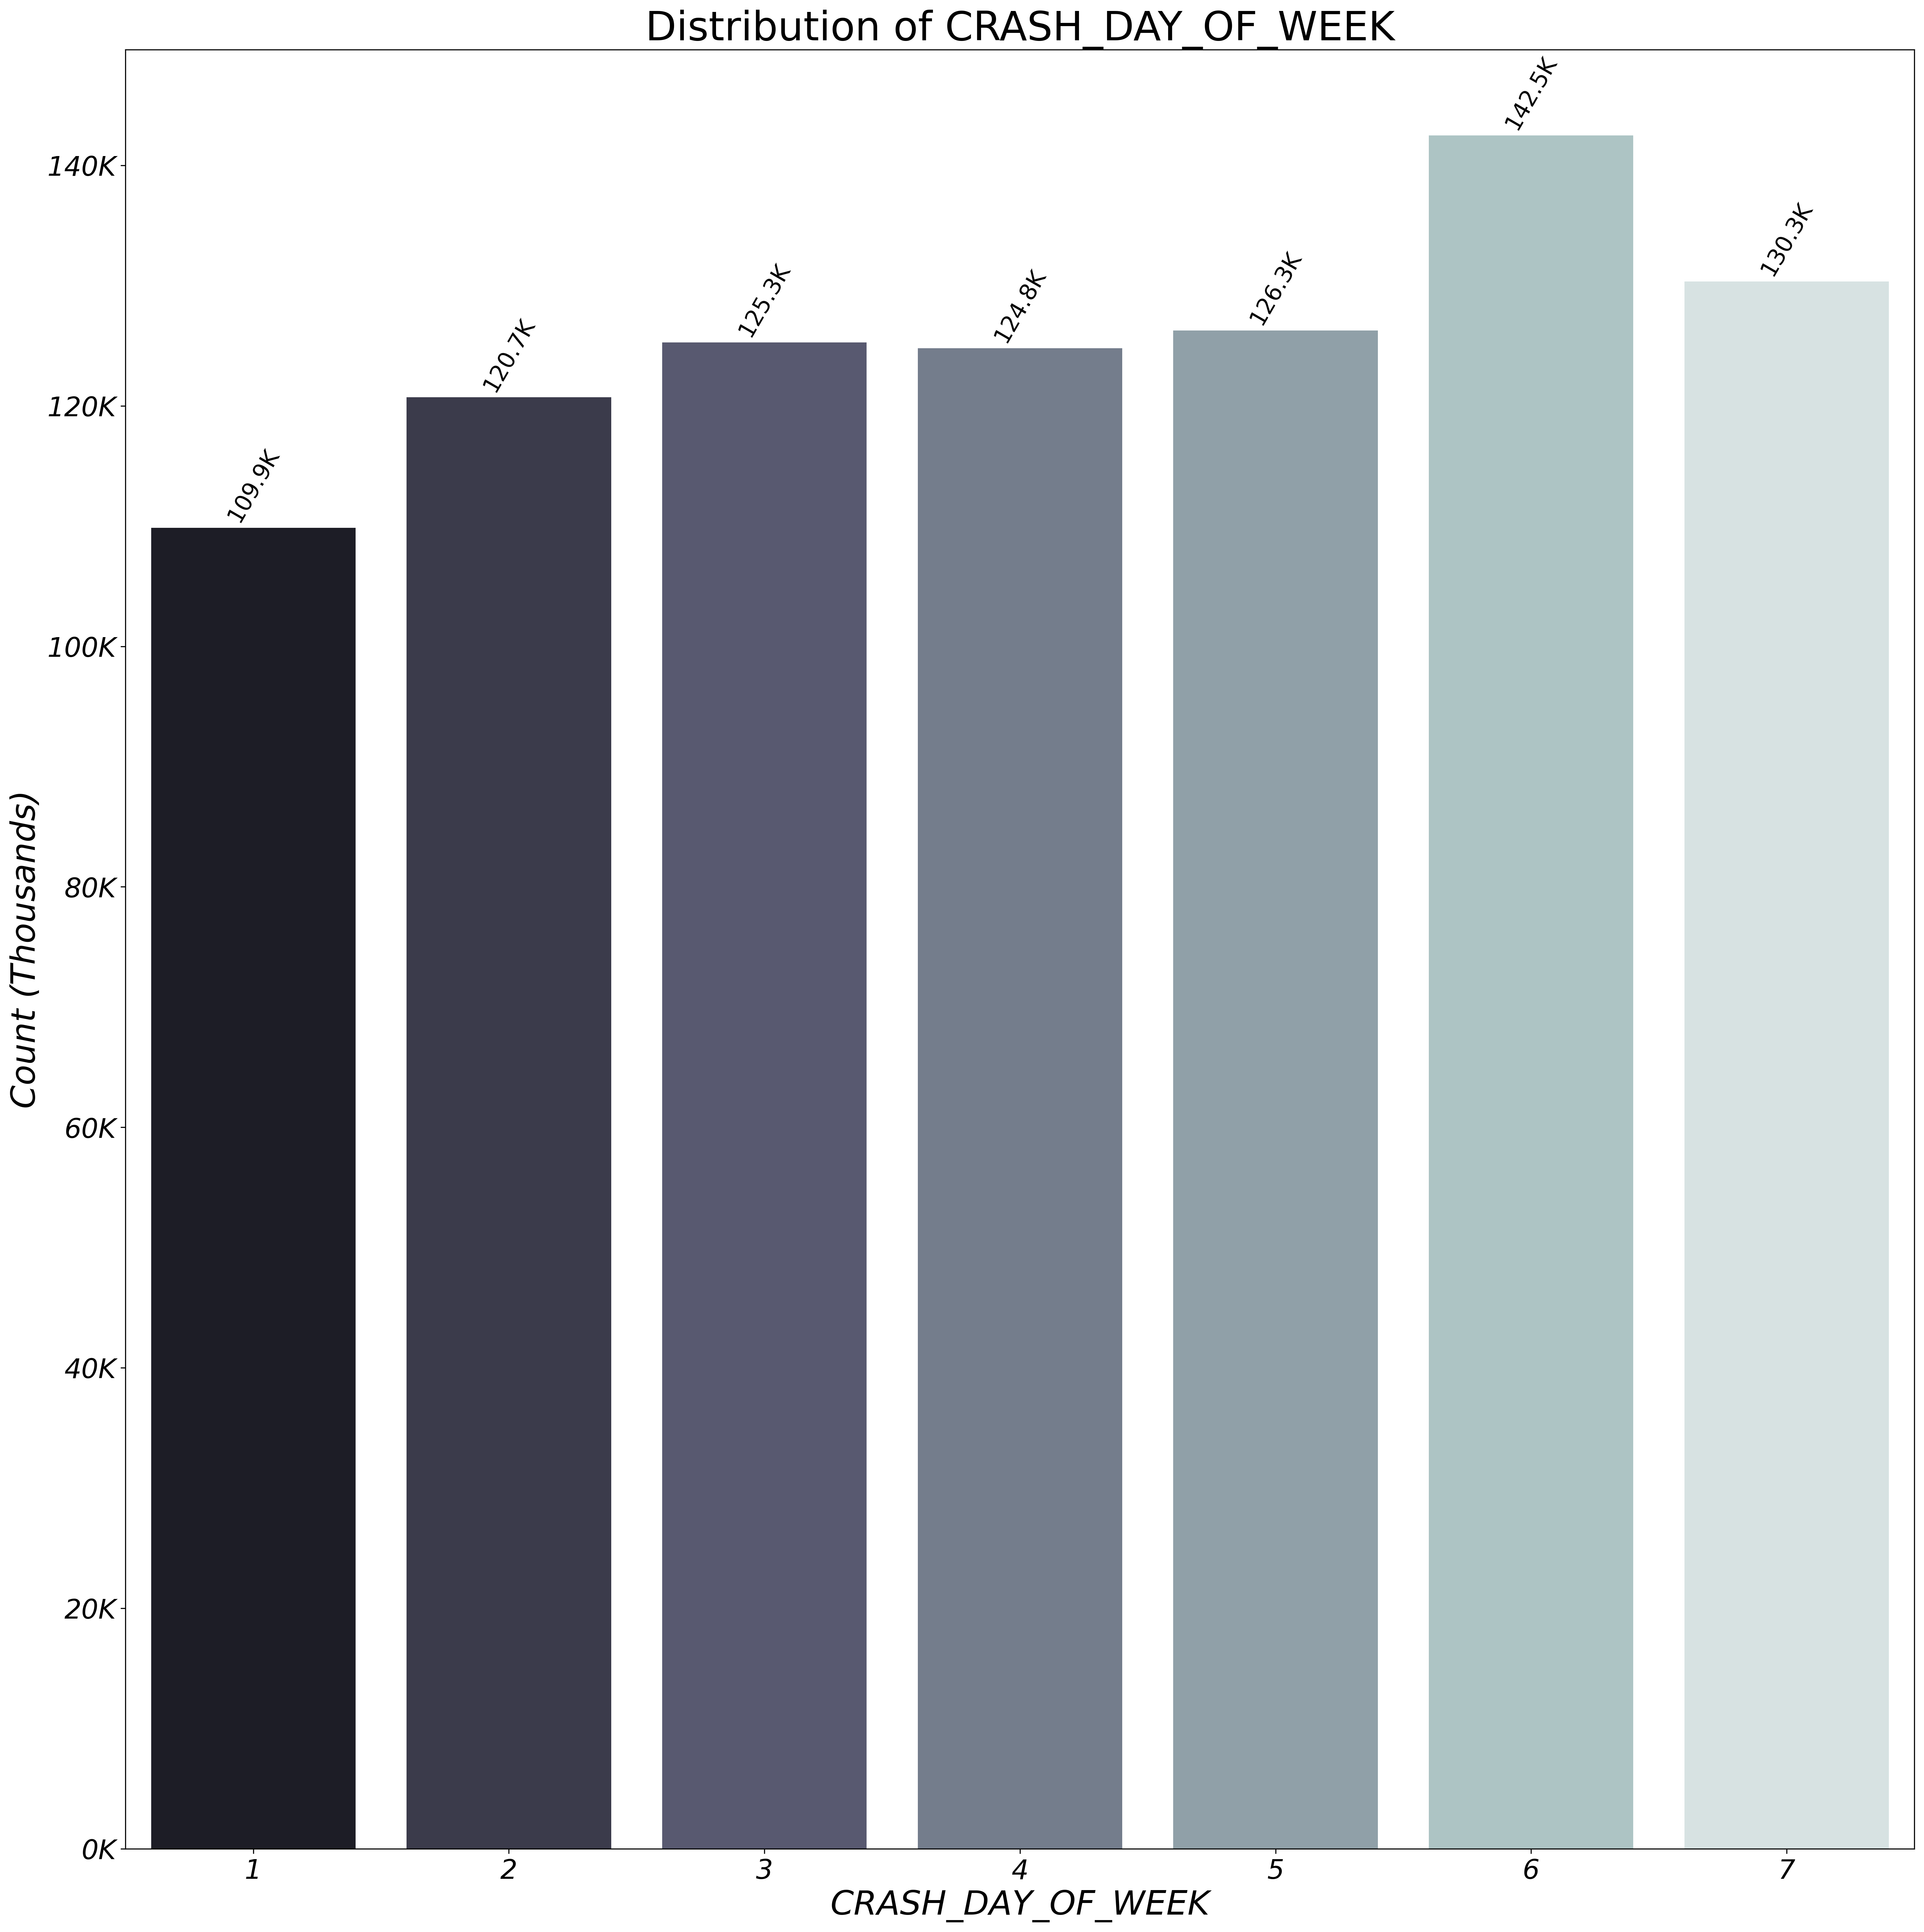 Distribution of CRASH_DAY_OF_WEEK
142.5K
130.3K
126.3K
125.3K
124.8K
120.7K
109.9K
140K
120K
100K
80K
60K
40K
20K
0K
Count (Thousands)
1 2 3 4 5 6 7
CRASH_DAY_OF_WEEK